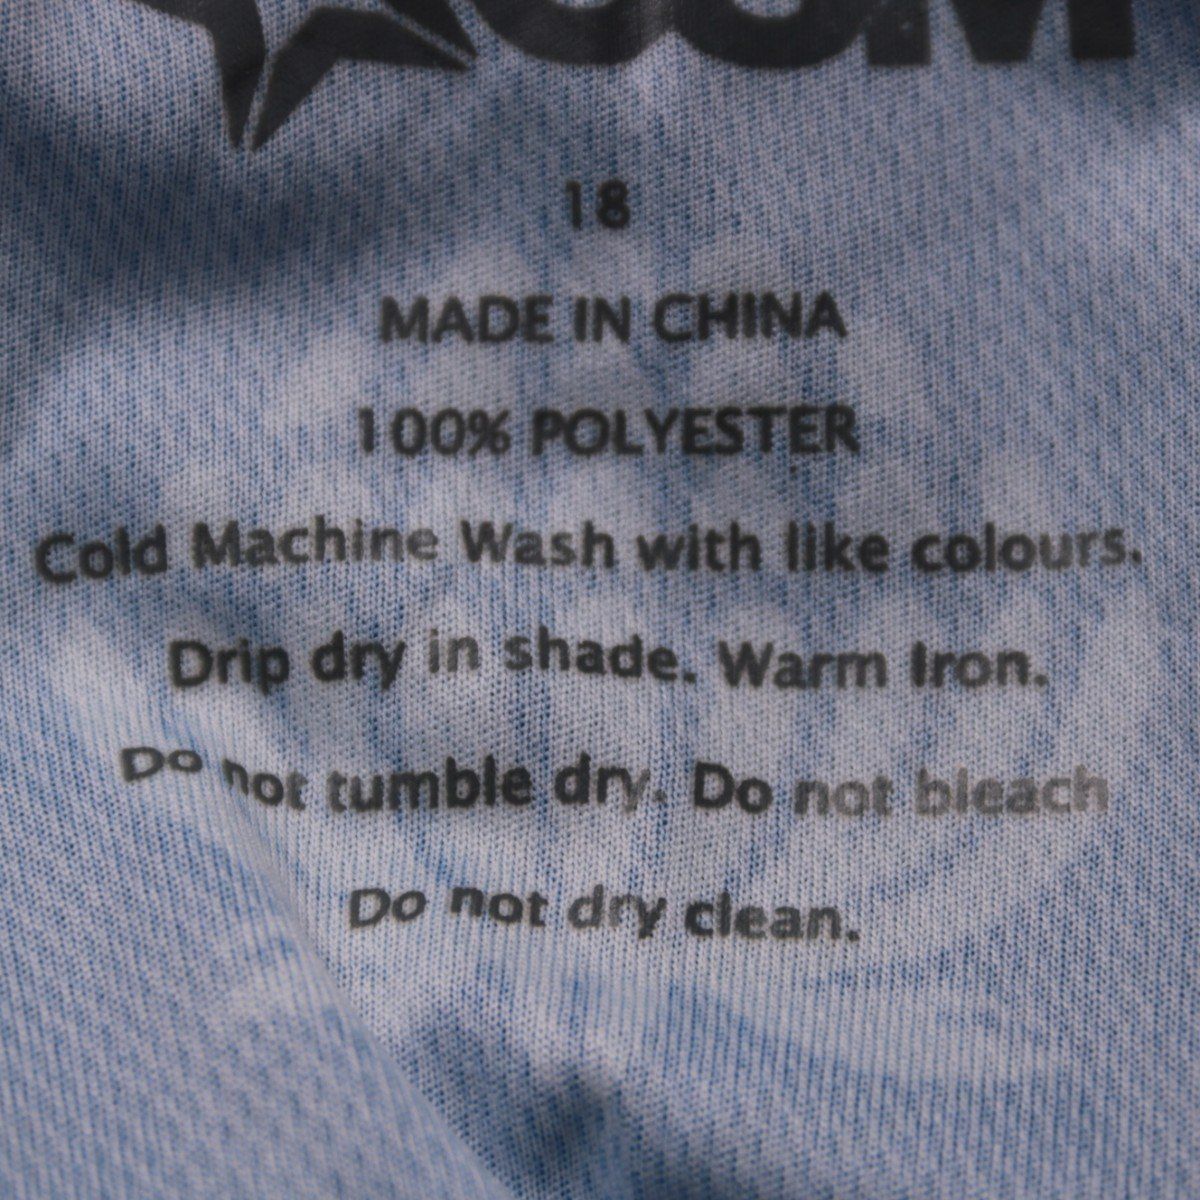 18
MADE IN CHINA
100% POLYESTER
Cold Machine Wash with like colours.
Drip dry in shade. Warm Iron.
Do not tumble dry. Do not bleach
Do not dry clean.